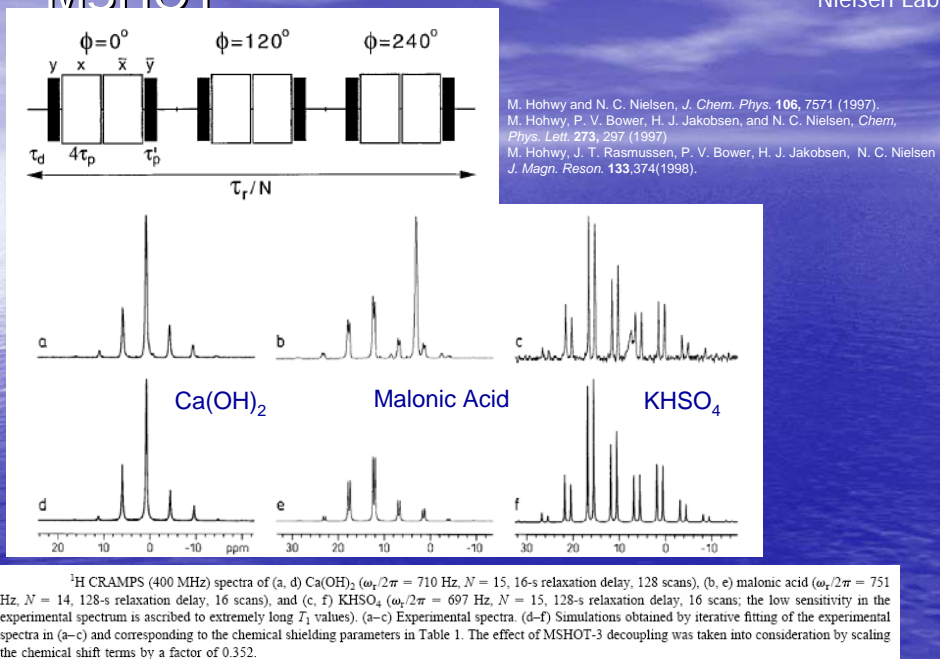 MSHOT
Nielsen Lab
ϕ=0° ϕ=120° ϕ=240°
y x x̄ ȳ
τd 4τp τ'p
τr/N
M. Hohwy and N. C. Nielsen, J. Chem. Phys. 106, 7571 (1997).
M. Hohwy, P. V. Bower, H. J. Jakobsen, and N. C. Nielsen, Chem,
Phys. Lett. 273, 297 (1997)
M. Hohwy, J. T. Rasmussen, P. V. Bower, H. J. Jakobsen, N. C. Nielsen
J. Magn. Reson. 133,374(1998).
a b c
Ca(OH)₂ Malonic Acid KHSO₄
d e f
20 10 0 -10 ppm 30 20 10 0 -10 30 20 10 0 -10
¹H CRAMPS (400 MHz) spectra of (a, d) Ca(OH)₂ (ωr/2π = 710 Hz, N = 15, 16-s relaxation delay, 128 scans), (b, e) malonic acid (ωr/2π = 751
Hz, N = 14, 128-s relaxation delay, 16 scans), and (c, f) KHSO₄ (ωr/2π = 697 Hz, N = 15, 128-s relaxation delay, 16 scans; the low sensitivity in the
experimental spectrum is ascribed to extremely long T₁ values). (a–c) Experimental spectra. (d–f) Simulations obtained by iterative fitting of the experimental
spectra in (a–c) and corresponding to the chemical shielding parameters in Table 1. The effect of MSHOT-3 decoupling was taken into consideration by scaling
the chemical shift terms by a factor of 0.352.